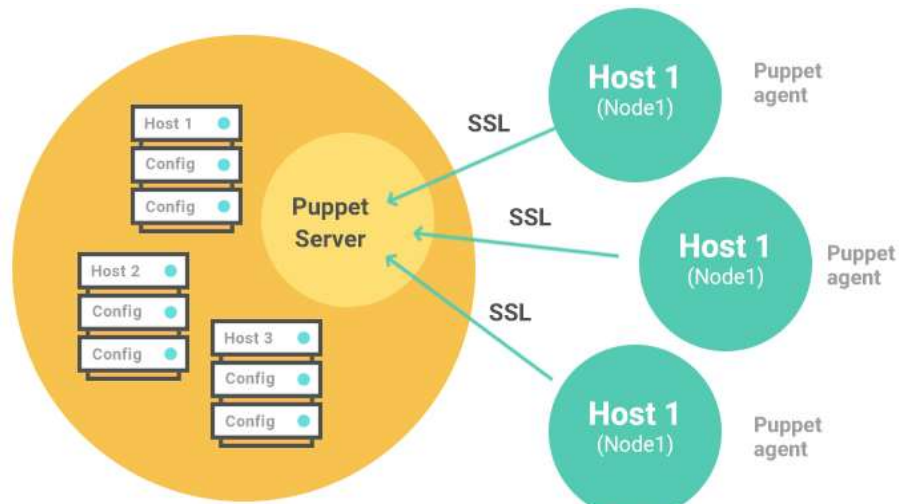 Host 1
Config
Config
Host 2
Config
Config
Host 3
Config
Config
Puppet
Server
SSL
SSL
SSL
Host 1
(Node1)
Puppet
agent
Host 1
(Node1)
Puppet
agent
Host 1
(Node1)
Puppet
agent